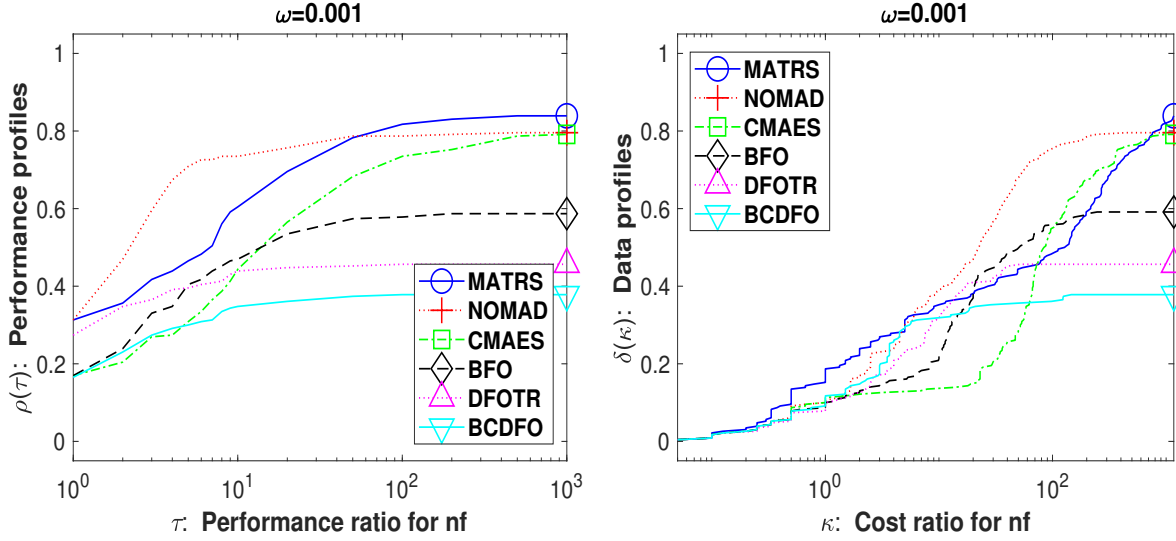 ω=0.001
ρ(τ): Performance profiles
1
0.8
0.6
0.4
0.2
0
MATRS
NOMAD
CMAES
BFO
DFOTR
BCDFO
10^0
10^1
10^2
10^3
τ: Performance ratio for nf
ω=0.001
δ(κ): Data profiles
1
0.8
0.6
0.4
0.2
0
MATRS
NOMAD
CMAES
BFO
DFOTR
BCDFO
10^0
10^2
κ: Cost ratio for nf